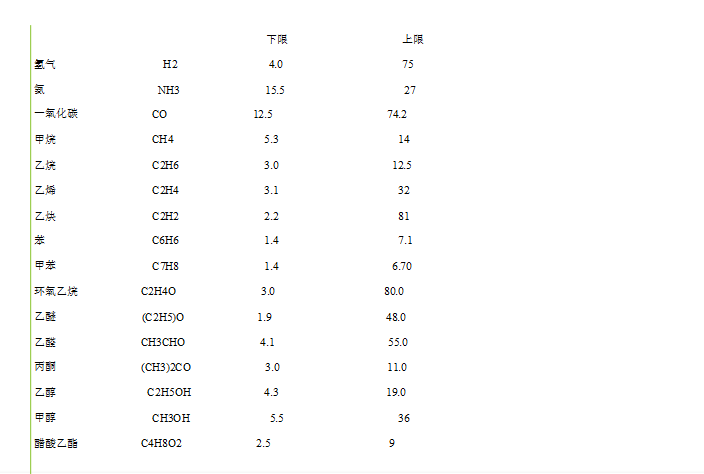 下限 上限
氢气 H2 4.0 75
氨 NH3 15.5 27
一氧化碳 CO 12.5 74.2
甲烷 CH4 5.3 14
乙烷 C2H6 3.0 12.5
乙烯 C2H4 3.1 32
乙炔 C2H2 2.2 81
苯 C6H6 1.4 7.1
甲苯 C7H8 1.4 6.70
环氧乙烷 C2H4O 3.0 80.0
乙醚 (C2H5)O 1.9 48.0
乙醛 CH3CHO 4.1 55.0
丙酮 (CH3)2CO 3.0 11.0
乙醇 C2H5OH 4.3 19.0
甲醇 CH3OH 5.5 36
醋酸乙酯 C4H8O2 2.5 9